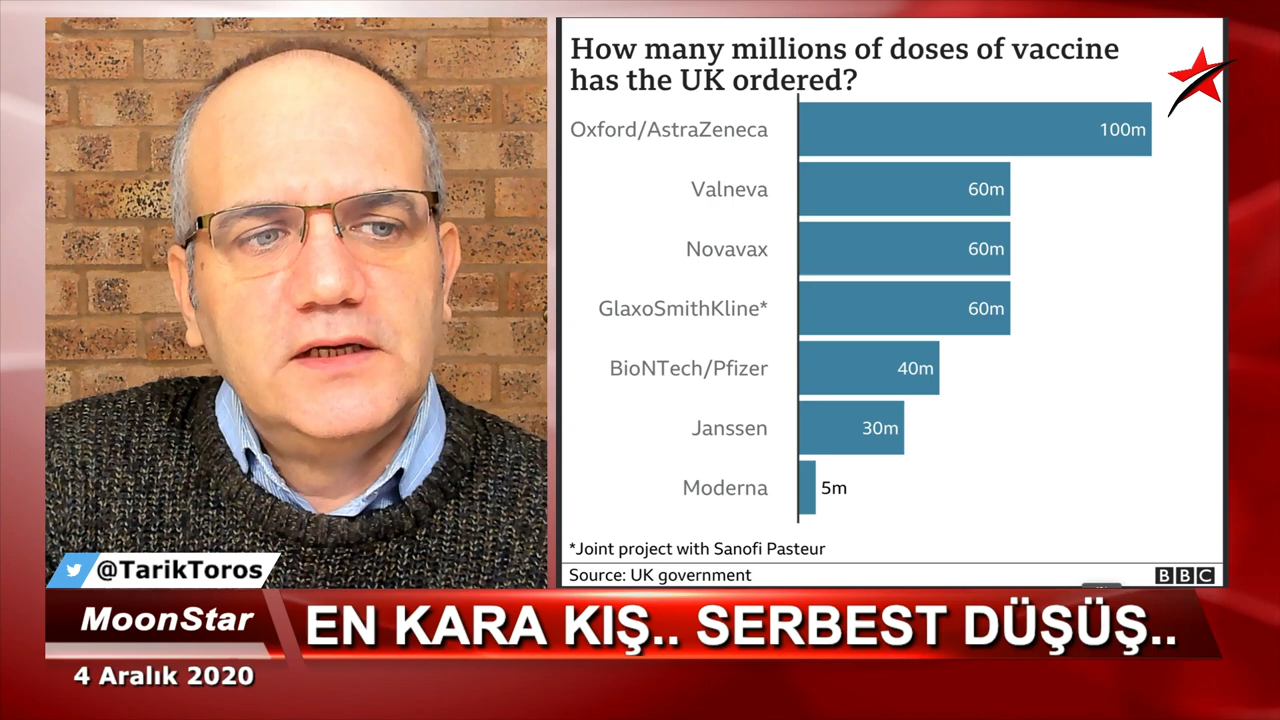 How many millions of doses of vaccine
has the UK ordered?
Oxford/AstraZeneca 100m
Valneva 60m
Novavax 60m
GlaxoSmithKline* 60m
BioNTech/Pfizer 40m
Janssen 30m
Moderna 5m
*Joint project with Sanofi Pasteur
Source: UK government BBC
@TarikToros
MoonStar
EN KARA KIŞ.. SERBEST DÜŞÜŞ..
4 Aralık 2020